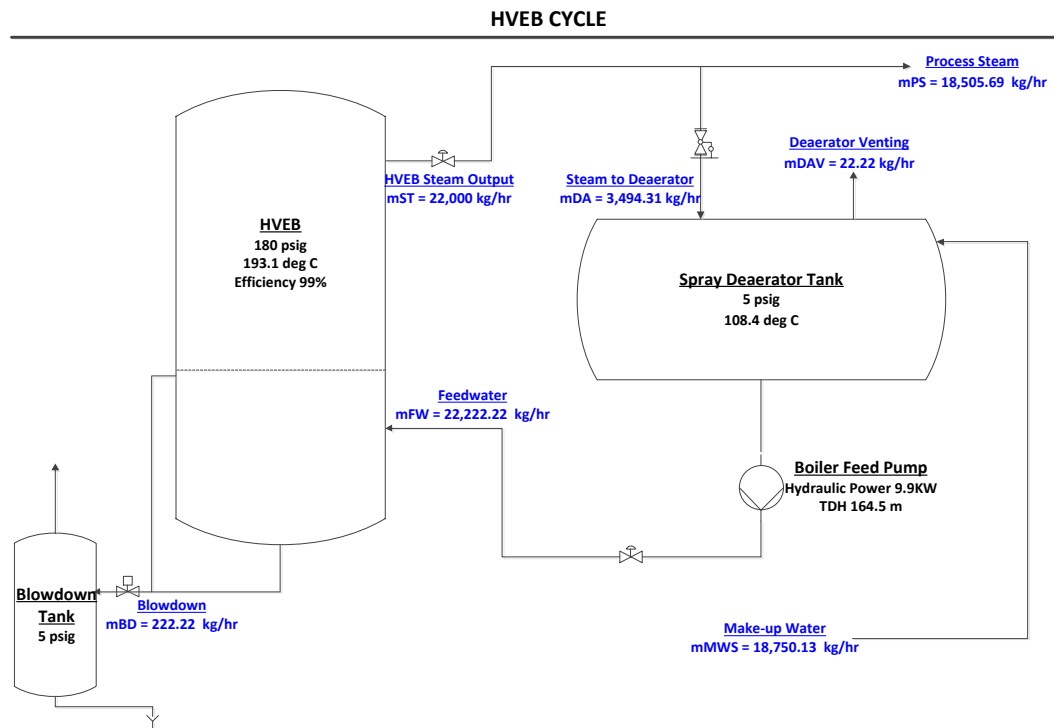 HVEB CYCLE
Process Steam
mPS = 18,505.69  kg/hr
Deaerator Venting
mDAV = 22.22 kg/hr
HVEB Steam Output
mST = 22,000 kg/hr
Steam to Deaerator
mDA = 3,494.31 kg/hr
HVEB
180 psig
193.1 deg C
Efficiency 99%
Spray Deaerator Tank
5 psig
108.4 deg C
Feedwater
mFW = 22,222.22  kg/hr
Boiler Feed Pump
Hydraulic Power 9.9KW
TDH 164.5 m
Blowdown
Tank
5 psig
Blowdown
mBD = 222.22  kg/hr
Make-up Water
mMWS = 18,750.13  kg/hr